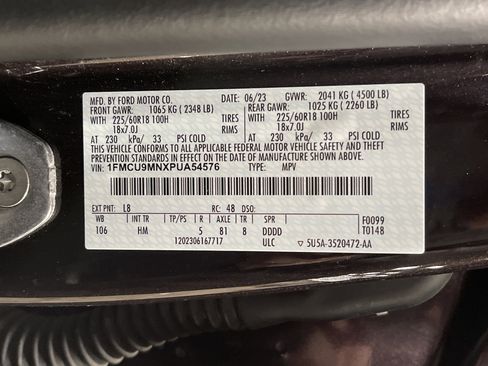 MFD. BY FORD MOTOR CO. 06/23 GVWR: 2041 KG ( 4500 LB)
FRONT GAWR: 1065 KG ( 2348 LB) REAR GAWR: 1025 KG ( 2260 LB)
WITH 225/60R18 100H TIRES WITH 225/60R18 100H TIRES
18x7.0J RIMS 18x7.0J RIMS
AT 230 kPa/ 33 PSI COLD AT 230 kPa/ 33 PSI COLD
THIS VEHICLE CONFORMS TO ALL APPLICABLE FEDERAL MOTOR VEHICLE
SAFETY AND THEFT PREVENTION STANDARDS IN EFFECT ON THE DATE OF MANUFACTURE SHOWN ABOVE.
VIN: 1FMCU9MNXPUA54576 TYPE: MPV
EXT PNT: L8 RC: 48 DSO:
WB INT TR TP/PS R AXLE TR SPR F0099
106 HM 5 81 8 DDDD T0148
1202306167717 ULC 5U5A-3520472-AA